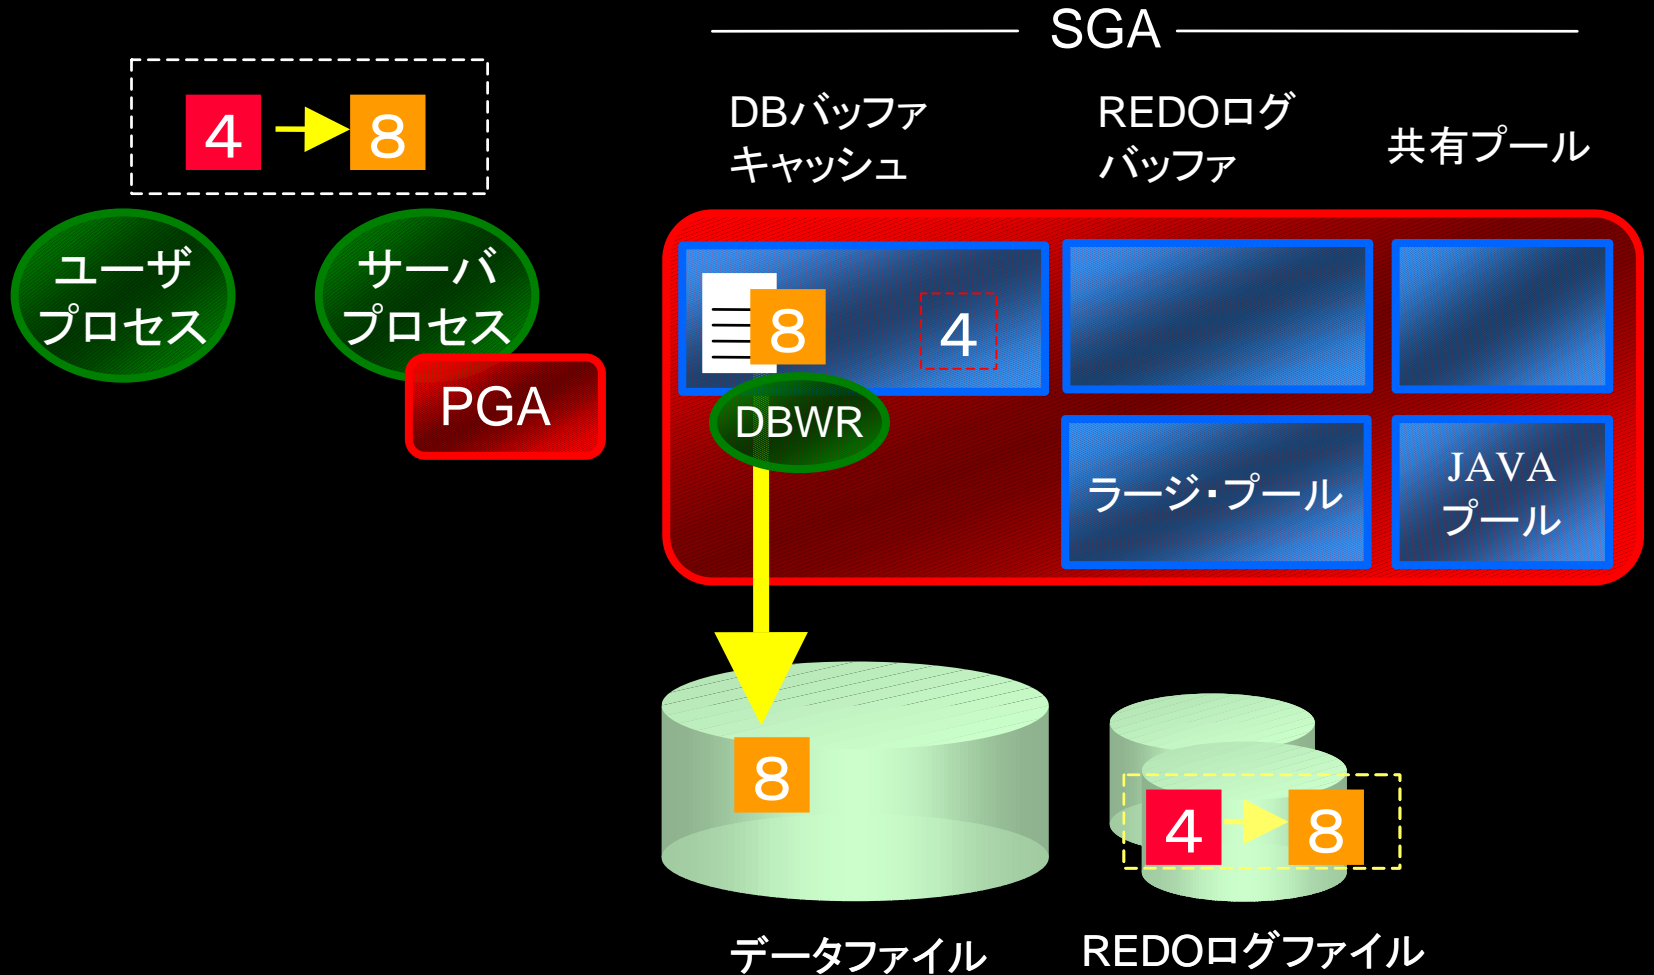 SGA
4 8
DBバッファ
キャッシュ
REDOログ
バッファ
共有プール
ユーザ
プロセス
サーバ
プロセス
PGA
8 4
DBWR
ラージ・プール
JAVA
プール
8
4 8
データファイル
REDOログファイル